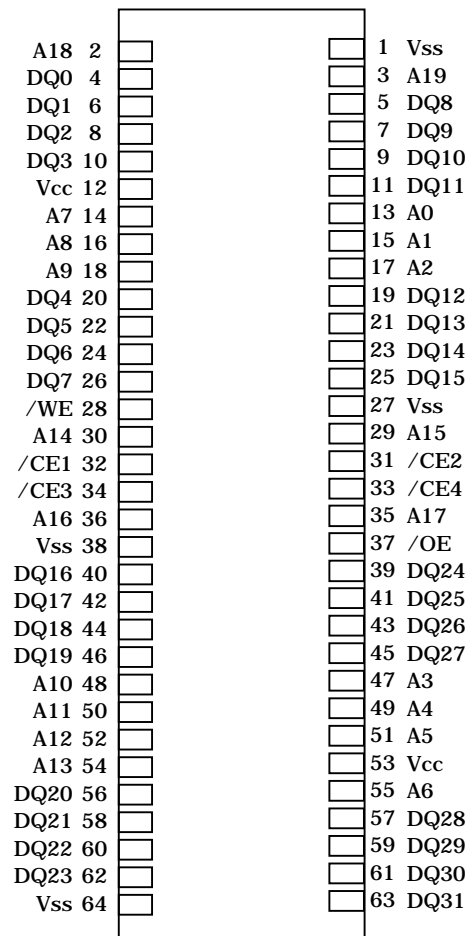 A18 2 1 Vss
DQ0 4 3 A19
DQ1 6 5 DQ8
DQ2 8 7 DQ9
DQ3 10 9 DQ10
Vcc 12 11 DQ11
A7 14 13 A0
A8 16 15 A1
A9 18 17 A2
DQ4 20 19 DQ12
DQ5 22 21 DQ13
DQ6 24 23 DQ14
DQ7 26 25 DQ15
/WE 28 27 Vss
A14 30 29 A15
/CE1 32 31 /CE2
/CE3 34 33 /CE4
A16 36 35 A17
Vss 38 37 /OE
DQ16 40 39 DQ24
DQ17 42 41 DQ25
DQ18 44 43 DQ26
DQ19 46 45 DQ27
A10 48 47 A3
A11 50 49 A4
A12 52 51 A5
A13 54 53 Vcc
DQ20 56 55 A6
DQ21 58 57 DQ28
DQ22 60 59 DQ29
DQ23 62 61 DQ30
Vss 64 63 DQ31